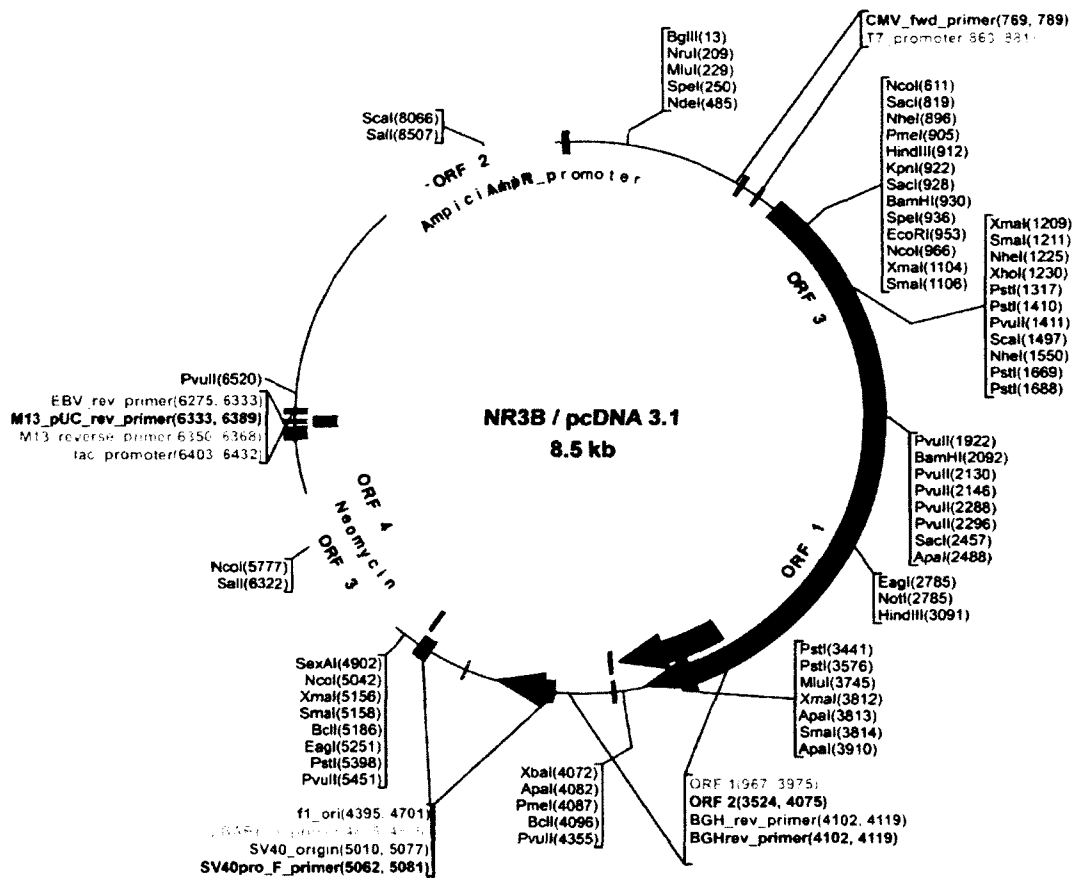 CMV_fwd_primer(769, 789)
T7_promoter 863, 881)
BglII(13)
NruI(209)
MluI(229)
SpeI(250)
NdeI(485)
NcoI(611)
SacI(819)
NheI(896)
PmeI(905)
HindIII(912)
KpnI(922)
SacI(928)
BamHI(930)
SpeI(936)
EcoRI(953)
NcoI(966)
XmaI(1104)
SmaI(1106)
ScaI(8066)
SalI(8507)
ORF 2
AmpR_promoter
XmaI(1209)
SmaI(1211)
NheI(1225)
XhoI(1230)
PstI(1317)
PstI(1410)
PvuII(1411)
ScaI(1497)
NheI(1550)
PstI(1669)
PstI(1688)
ORF 3
PvuII(6520)
EBV_rev_primer(6275, 6333)
M13_pUC_rev_primer(6333, 6389)
M13_reverse_primer 6350, 6368)
lac_promoter(6403, 6432)
NR3B / pcDNA 3.1
8.5 kb
PvuII(1922)
BamHI(2092)
PvuII(2130)
PvuII(2146)
PvuII(2288)
PvuII(2296)
SacI(2457)
ApaI(2488)
ORF 4
Neomycin
ORF 3
ORF 1
NcoI(5777)
SalI(6322)
EagI(2785)
NotI(2785)
HindIII(3091)
SexAI(4902)
NcoI(5042)
XmaI(5156)
SmaI(5158)
BclI(5186)
EagI(5251)
PstI(5398)
PvuII(5451)
PstI(3441)
PstI(3576)
MluI(3745)
XmaI(3812)
ApaI(3813)
SmaI(3814)
ApaI(3910)
XbaI(4072)
ApaI(4082)
PmeI(4087)
BclI(4096)
PvuII(4355)
ORF 1(967, 3975)
ORF 2(3524, 4075)
BGH_rev_primer(4102, 4119)
BGHrev_primer(4102, 4119)
f1_ori(4395, 4701)
SV40_origin(5010, 5077)
SV40pro_F_primer(5062, 5081)